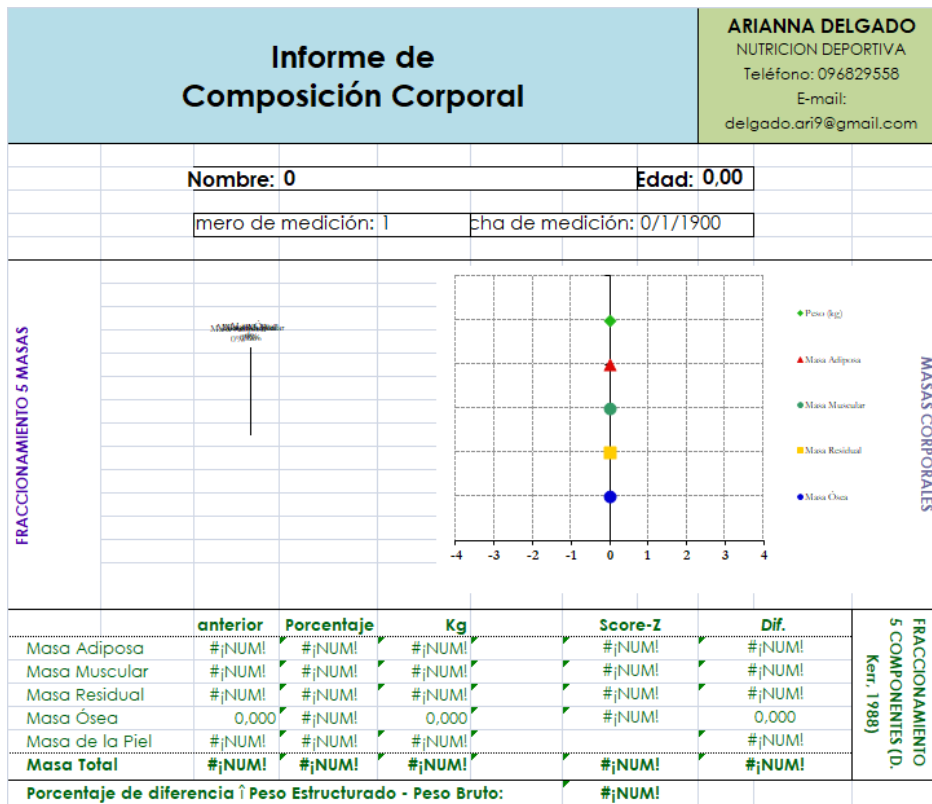 Informe de
Composición Corporal
ARIANNA DELGADO
NUTRICION DEPORTIVA
Teléfono: 096829558
E-mail:
delgado.ari9@gmail.com
Nombre: 0 Edad: 0,00
mero de medición: 1 cha de medición: 0/1/1900
FRACCIONAMIENTO 5 MASAS
-4 -3 -2 -1 0 1 2 3 4
Peso (kg)
Masa Adiposa
Masa Muscular
Masa Residual
Masa Ósea
MASAS CORPORALES
anterior Porcentaje Kg Score-Z Dif.
Masa Adiposa #¡NUM! #¡NUM! #¡NUM! #¡NUM! #¡NUM!
Masa Muscular #¡NUM! #¡NUM! #¡NUM! #¡NUM! #¡NUM!
Masa Residual #¡NUM! #¡NUM! #¡NUM! #¡NUM! #¡NUM!
Masa Ósea 0,000 #¡NUM! 0,000 #¡NUM! 0,000
Masa de la Piel #¡NUM! #¡NUM! #¡NUM! #¡NUM!
Masa Total #¡NUM! #¡NUM! #¡NUM! #¡NUM! #¡NUM!
Porcentaje de diferencia î Peso Estructurado - Peso Bruto: #¡NUM!
FRACCIONAMIENTO
5 COMPONENTES (D.
Kerr, 1988)